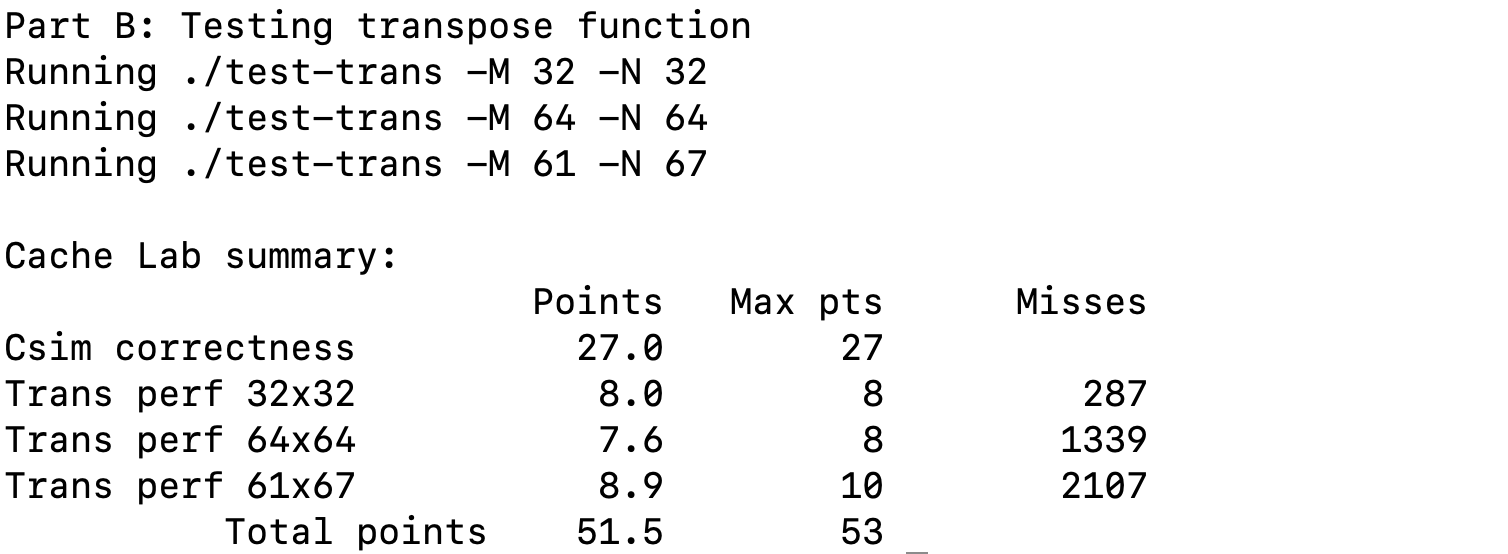 Part B: Testing transpose function
Running ./test-trans -M 32 -N 32
Running ./test-trans -M 64 -N 64
Running ./test-trans -M 61 -N 67
Cache Lab summary:
Points Max pts Misses
Csim correctness 27.0 27
Trans perf 32x32 8.0 8 287
Trans perf 64x64 7.6 8 1339
Trans perf 61x67 8.9 10 2107
Total points 51.5 53